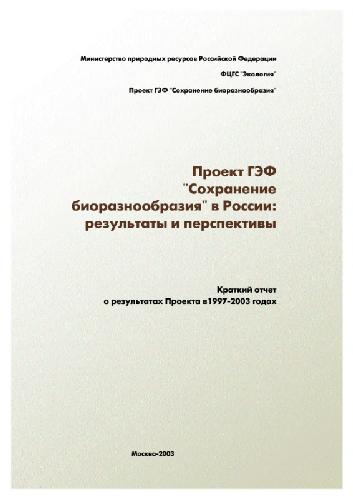 Министерство природных ресурсов Российской Федерации
ФЦГС "Экология"
Проект ГЭФ "Сохранение биоразнообразия"
Проект ГЭФ
"Сохранение
биоразнообразия" в России:
результаты и перспективы
Краткий отчет
о результатах Проекта в1997-2003 годах
Москва-2003